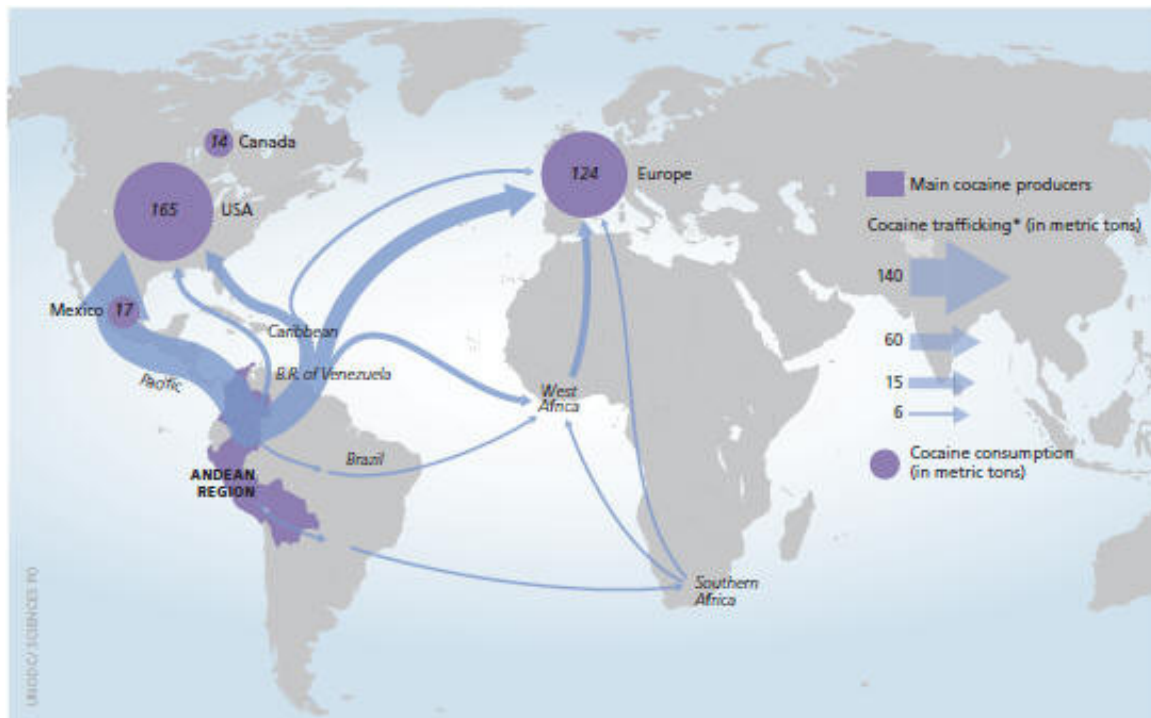 14 Canada
165 USA
124 Europe
Mexico 17
Caribbean
Pacific
B.R. of Venezuela
West
Africa
Brazil
ANDEAN
REGION
Southern
Africa
Main cocaine producers
Cocaine trafficking* (in metric tons)
140
60
15
6
Cocaine consumption
(in metric tons)
UNODC/ SCIENCES PO